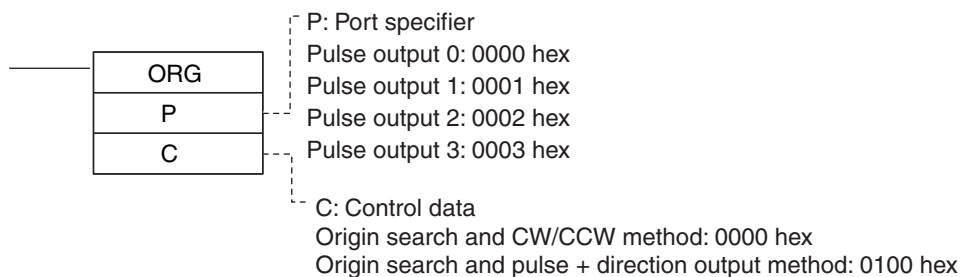 P: Port specifier
Pulse output 0: 0000 hex
Pulse output 1: 0001 hex
Pulse output 2: 0002 hex
Pulse output 3: 0003 hex
ORG
P
C
C: Control data
Origin search and CW/CCW method: 0000 hex
Origin search and pulse + direction output method: 0100 hex